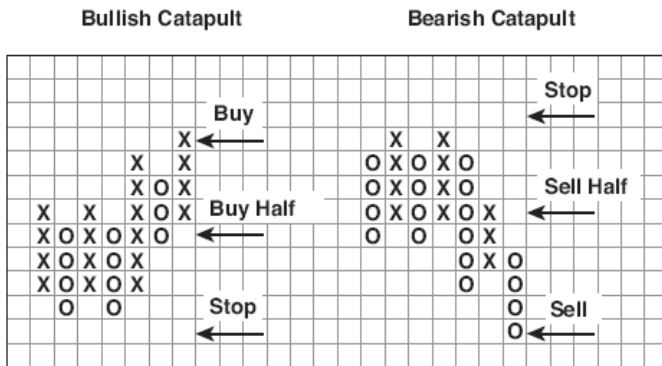 Bullish Catapult Bearish Catapult
Stop
Buy
X X X
X X O X O X O
X O X O X O X O Sell Half
X X X O X Buy Half O X O X O X
X O X O X O O O O X
X O X O X O X O
X O X O X O O
O O Stop O Sell
O